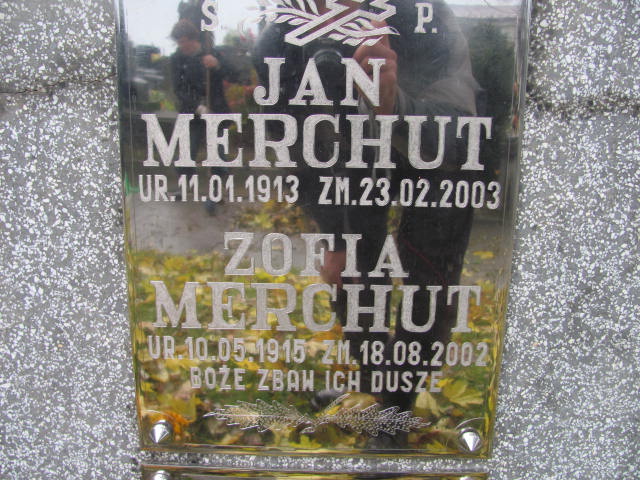 Ś. P.
JAN
MERCHUT
UR.11.01.1913 ZM.23.02.2003
ZOFIA
MERCHUT
UR.10.05.1915 ZM.18.08.2002
BOŻE ZBAW ICH DUSZE